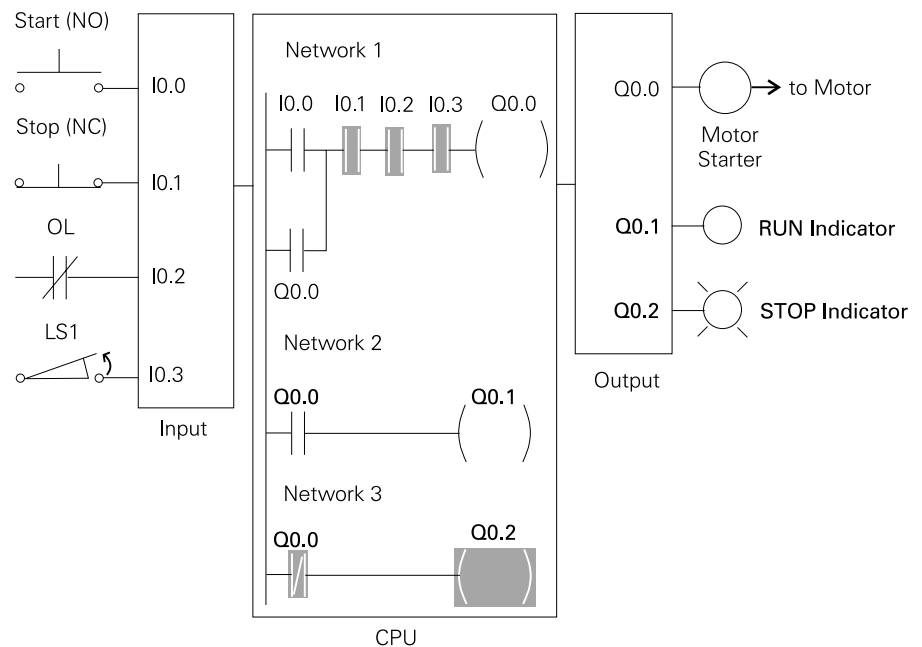 Start (NO)
I0.0
Stop (NC)
I0.1
OL
I0.2
LS1
I0.3
Input
Network 1
I0.0 I0.1 I0.2 I0.3 Q0.0
Q0.0
Network 2
Q0.0 Q0.1
Network 3
Q0.0 Q0.2
CPU
Q0.0
to Motor
Motor
Starter
Q0.1
RUN Indicator
Q0.2
STOP Indicator
Output